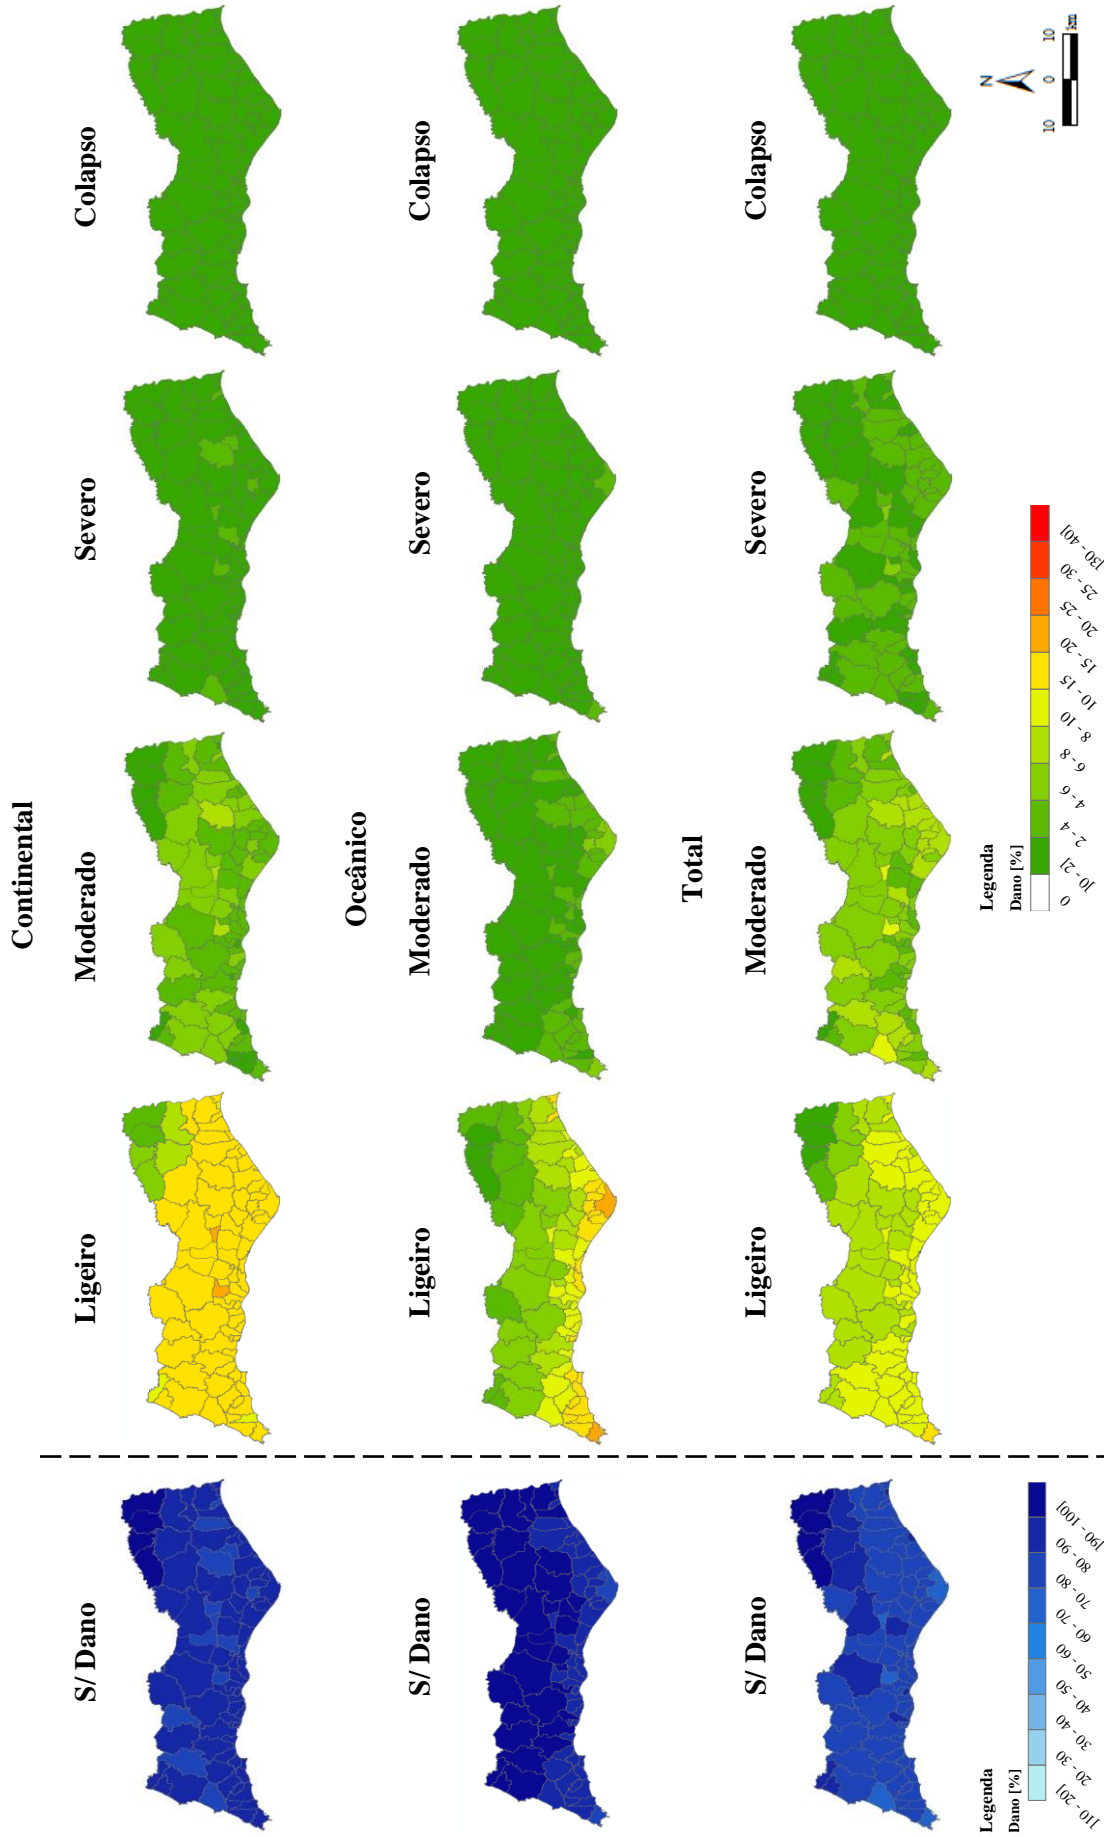 Continental
S/ Dano
Ligeiro
Moderado
Severo
Colapso
Oceânico
S/ Dano
Ligeiro
Moderado
Severo
Colapso
Total
S/ Dano
Ligeiro
Moderado
Severo
Colapso
Legenda
Dano [%]
]10 - 20]
20 - 30
30 - 40
40 - 50
50 - 60
60 - 70
70 - 80
80 - 90
]90 - 100]
Legenda
Dano [%]
0
]0 - 2]
2 - 4
4 - 6
6 - 8
8 - 10
10 - 15
15 - 20
20 - 25
25 - 30
]30 - 40]
N
10 0 10
km